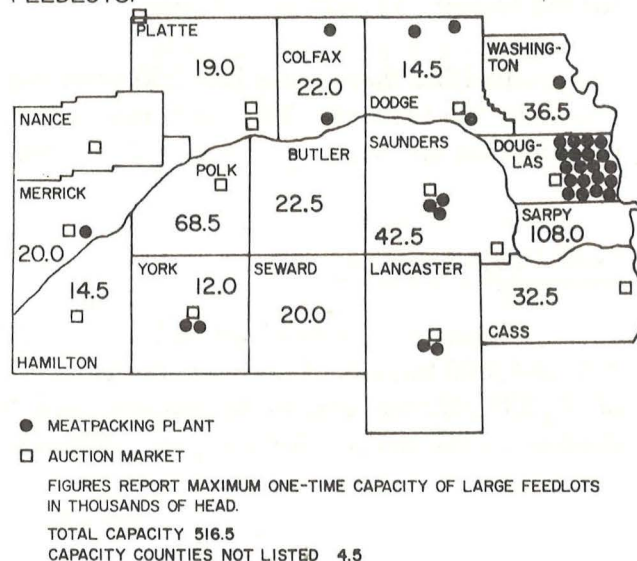 FEEDLOTS.
PLATTE
19.0
COLFAX
22.0
14.5
DODGE
WASHING-
TON
36.5
NANCE
DOUG-
LAS
MERRICK
20.0
POLK
68.5
BUTLER
22.5
SAUNDERS
42.5
SARPY
108.0
14.5
HAMILTON
YORK
12.0
SEWARD
20.0
LANCASTER
32.5
CASS
MEATPACKING PLANT
AUCTION MARKET
FIGURES REPORT MAXIMUM ONE-TIME CAPACITY OF LARGE FEEDLOTS
IN THOUSANDS OF HEAD.
TOTAL CAPACITY 516.5
CAPACITY COUNTIES NOT LISTED 4.5